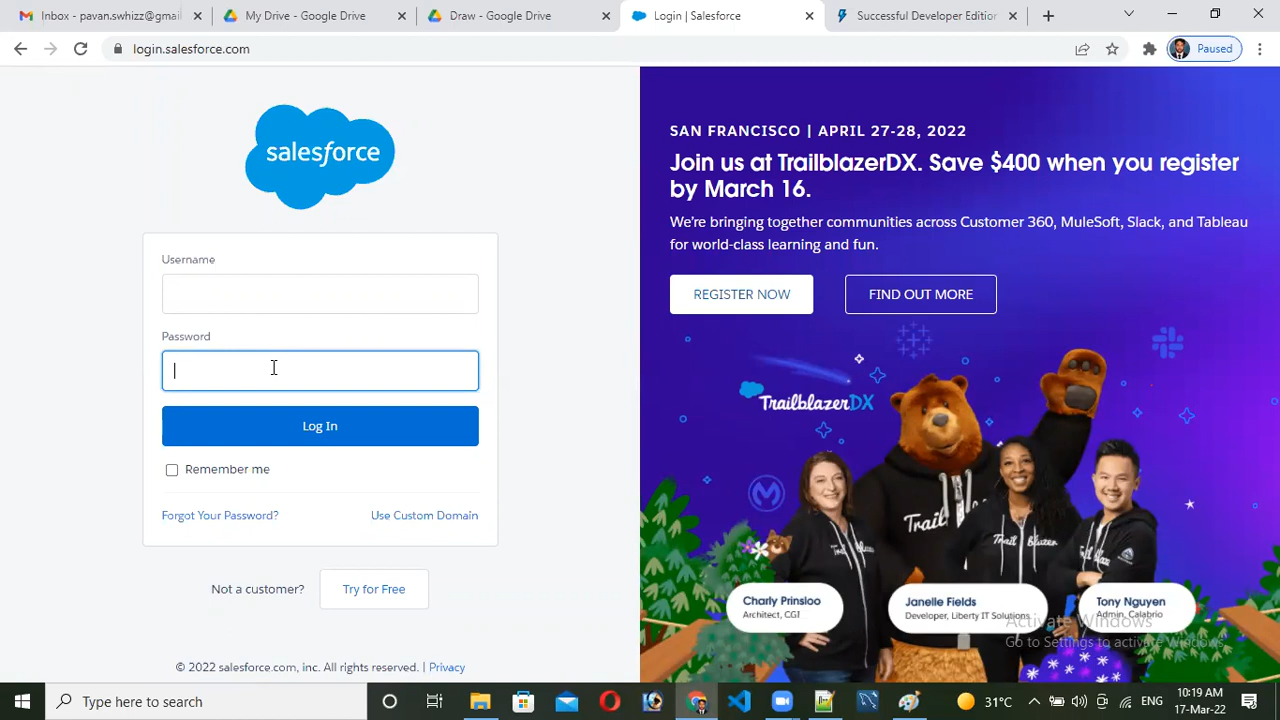 Inbox - pavan.swhizz@gmail
My Drive - Google Drive
Draw - Google Drive
Login | Salesforce
Successful Developer Edition
login.salesforce.com
Paused
salesforce
Username
Password
Log In
Remember me
Forgot Your Password?
Use Custom Domain
Not a customer?
Try for Free
© 2022 salesforce.com, inc. All rights reserved. | Privacy
SAN FRANCISCO | APRIL 27-28, 2022
Join us at TrailblazerDX. Save $400 when you register
by March 16.
We're bringing together communities across Customer 360, MuleSoft, Slack, and Tableau
for world-class learning and fun.
REGISTER NOW
FIND OUT MORE
TrailblazerDX
Charly Prinsloo
Architect, CGI
Janelle Fields
Developer, Liberty IT Solutions
Tony Nguyen
Admin, Calabrio
Activate Windows
Go to Settings to activate Windows.
Type here to search
31°C
ENG
10:19 AM
17-Mar-22